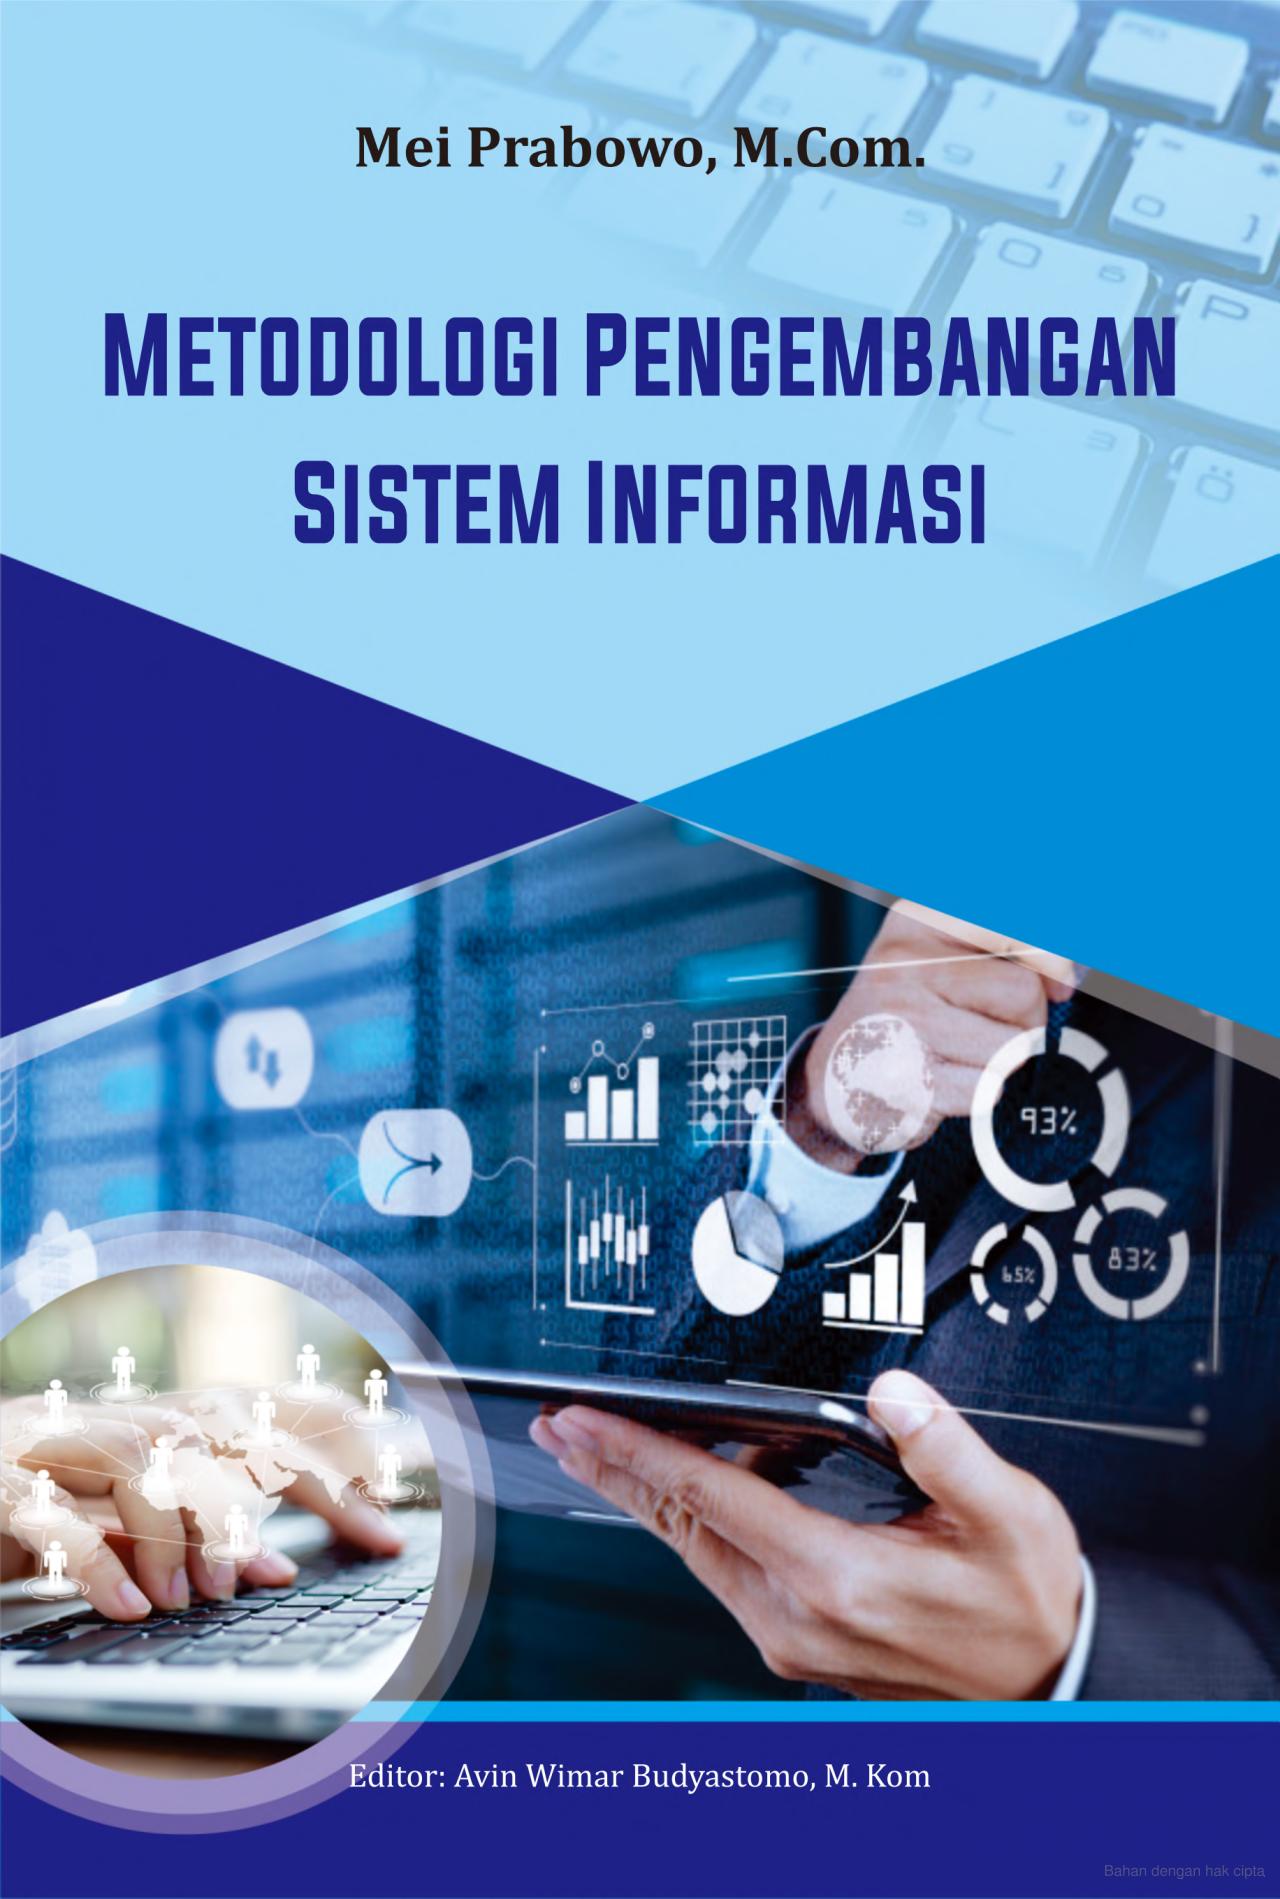 Mei Prabowo, M.Com.
METODOLOGI PENGEMBANGAN
SISTEM INFORMASI
93%
65%
83%
Editor: Avin Wimar Budyastomo, M. Kom
Bahan dengan hak cipta